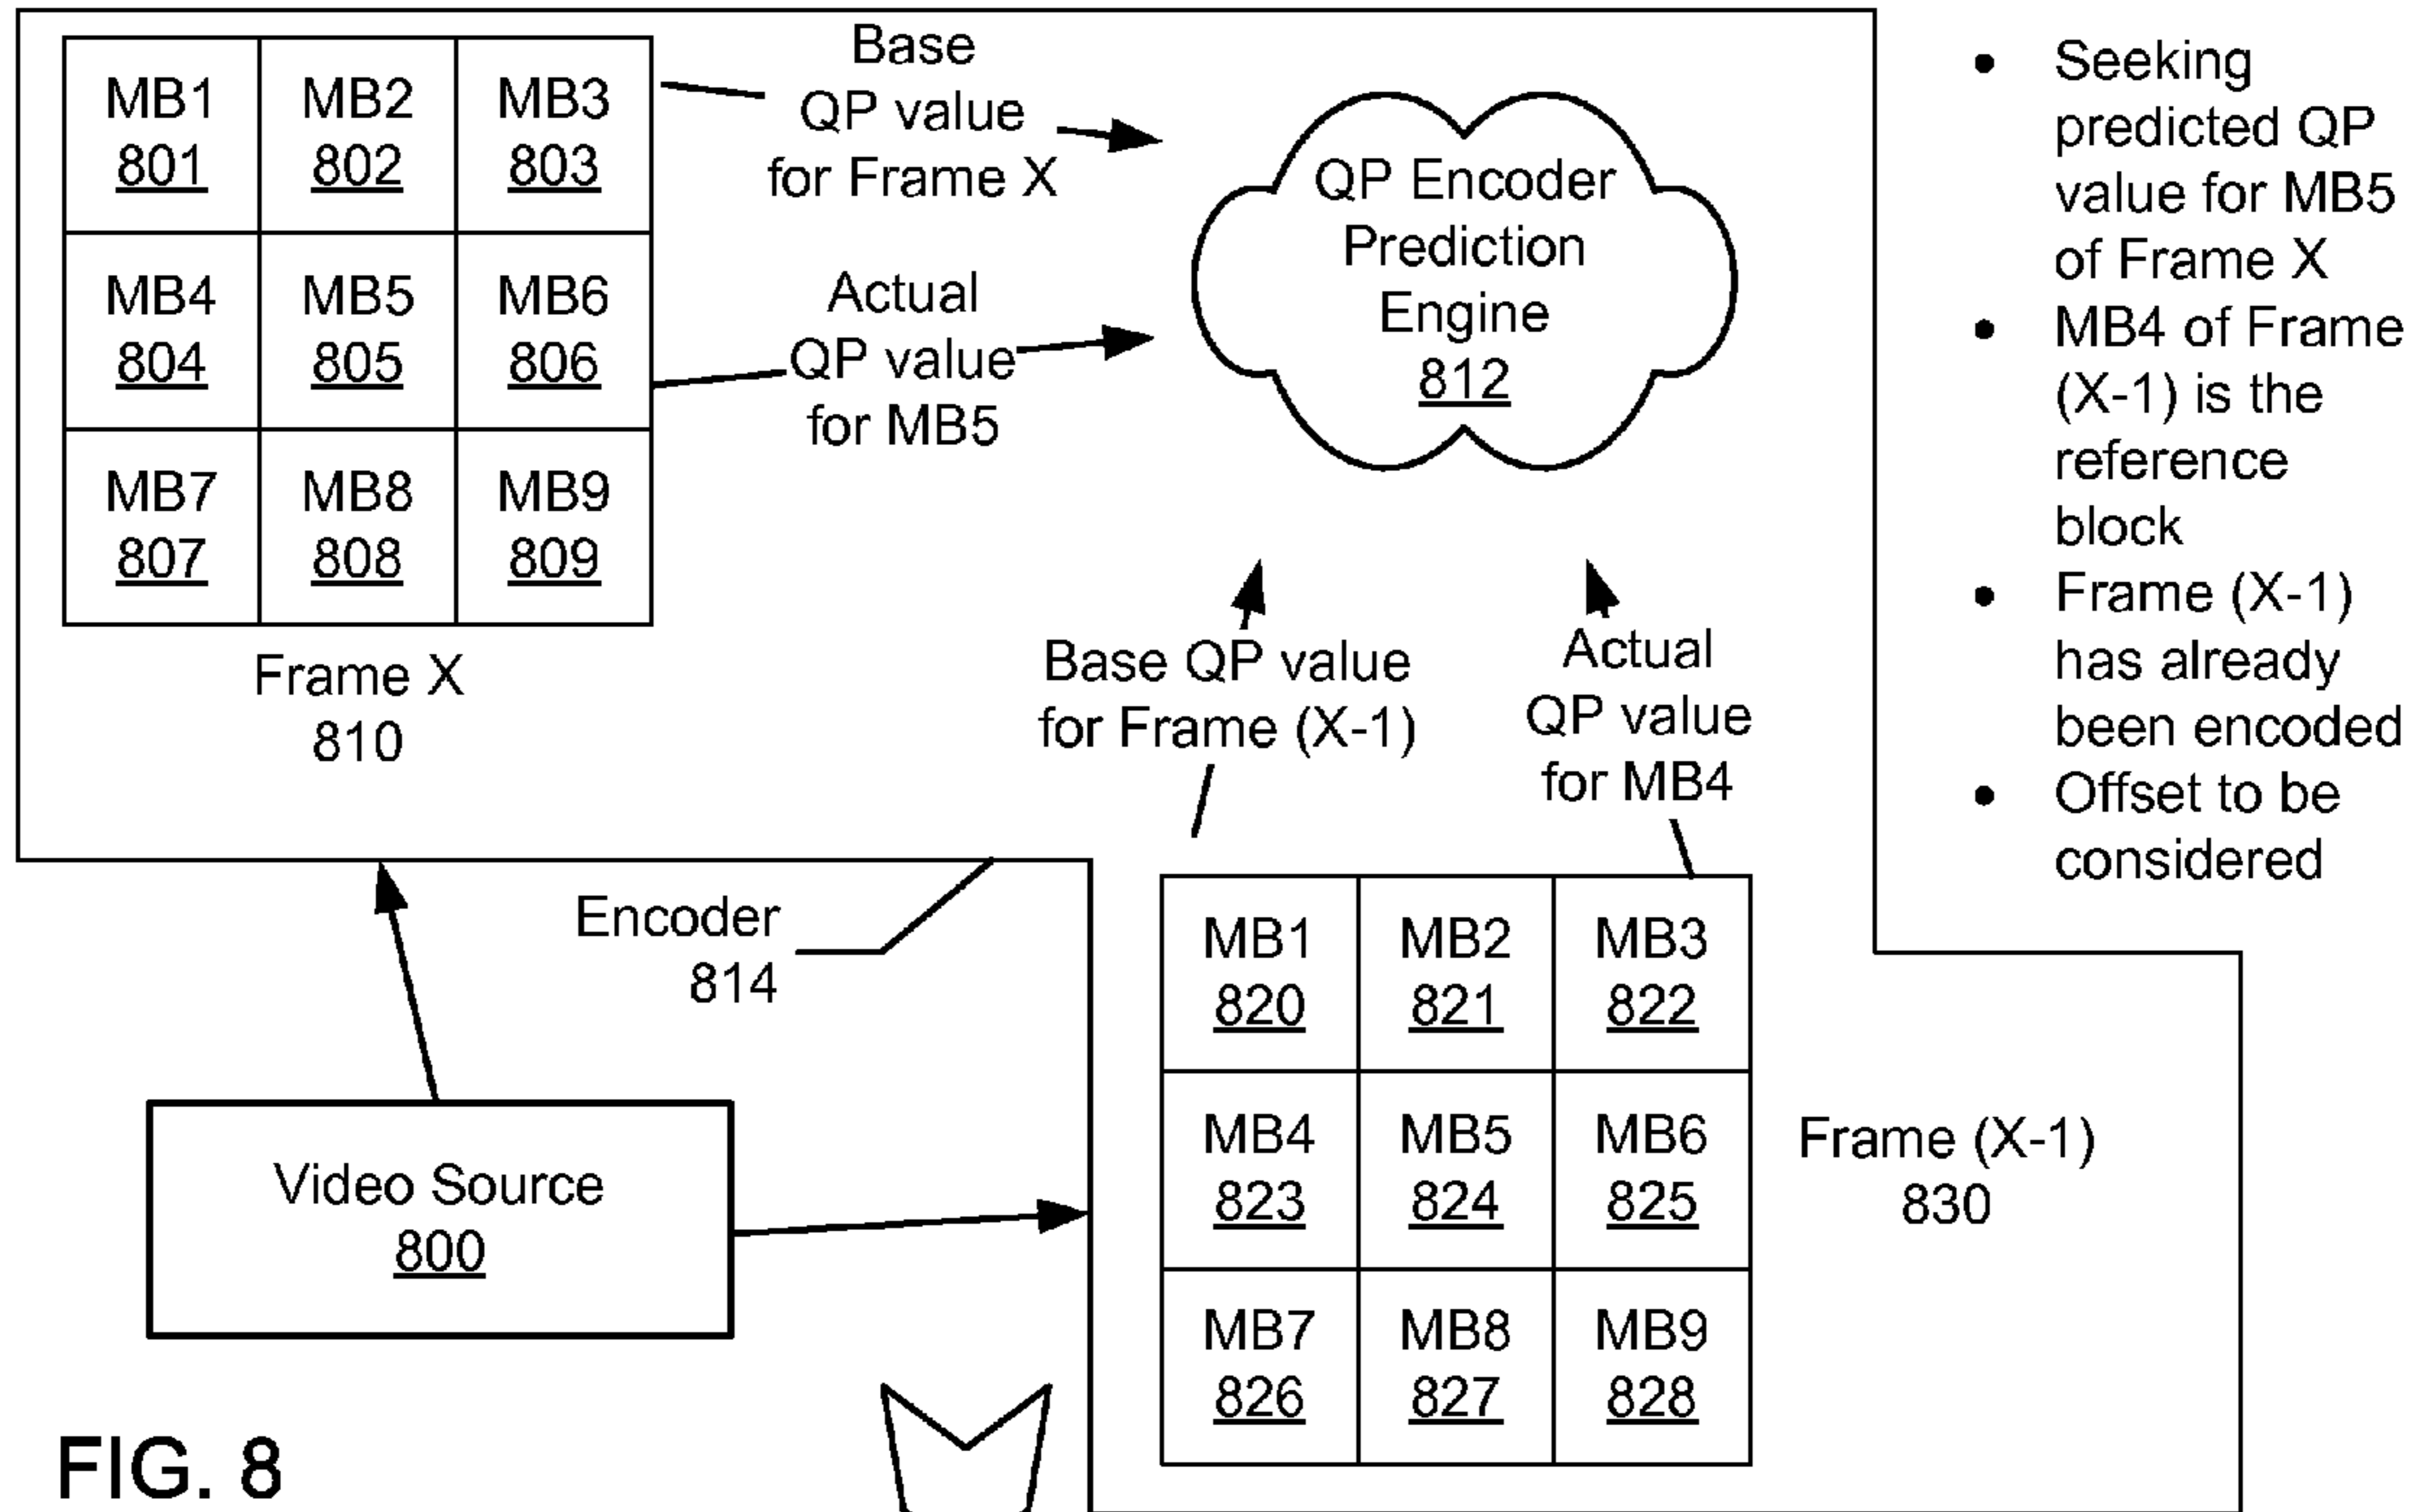 MB1
801
MB2
802
MB3
803
MB4
804
MB5
805
MB6
806
MB7
807
MB8
808
MB9
809
Frame X
810
Base
QP value
for Frame X
Actual
QP value
for MB5
QP Encoder
Prediction
Engine
812
Base QP value
for Frame (X-1)
Actual
QP value
for MB4
• Seeking
predicted QP
value for MB5
of Frame X
• MB4 of Frame
(X-1) is the
reference
block
• Frame (X-1)
has already
been encoded
• Offset to be
considered
Encoder
814
Video Source
800
MB1
820
MB2
821
MB3
822
MB4
823
MB5
824
MB6
825
MB7
826
MB8
827
MB9
828
Frame (X-1)
830
FIG. 8